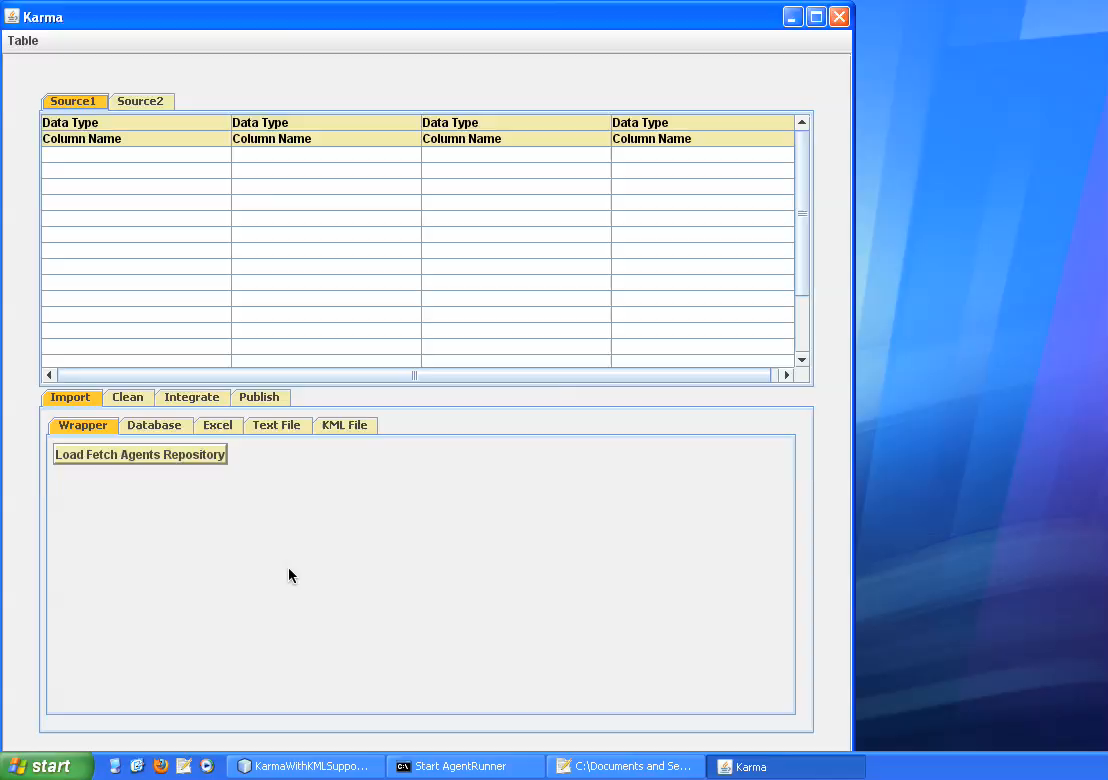 Karma
Table
Source1 Source2
Data Type Data Type Data Type Data Type
Column Name Column Name Column Name Column Name
Import Clean Integrate Publish
Wrapper Database Excel Text File KML File
Load Fetch Agents Repository
start KarmaWithKMLSuppo... Start AgentRunner C:\Documents and Se... Karma